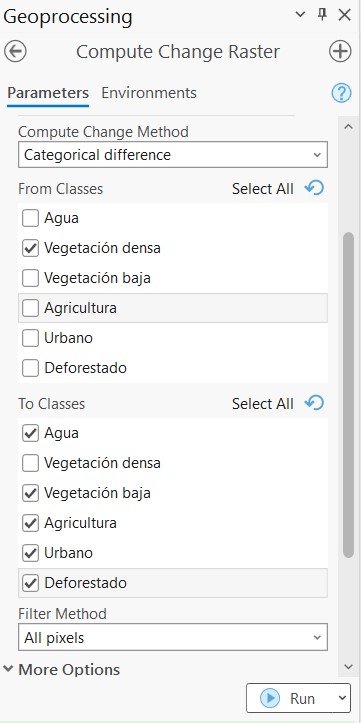 Geoprocessing
Compute Change Raster
Parameters Environments
Compute Change Method
Categorical difference
From Classes Select All
Agua
Vegetación densa
Vegetación baja
Agricultura
Urbano
Deforestado
To Classes Select All
Agua
Vegetación densa
Vegetación baja
Agricultura
Urbano
Deforestado
Filter Method
All pixels
More Options
Run